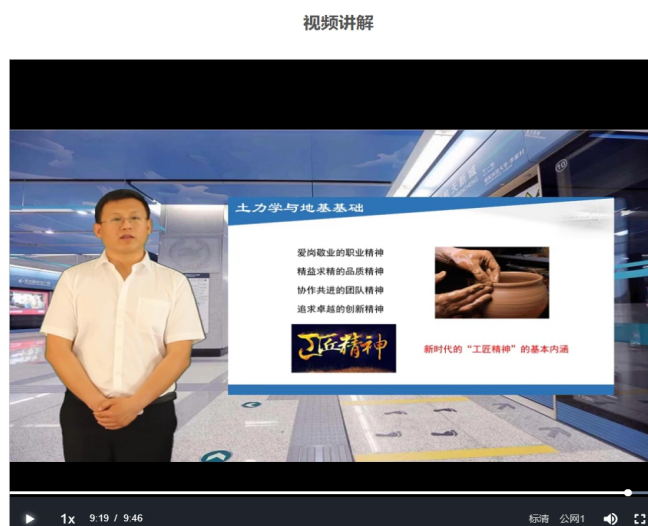 视频讲解
土力学与地基基础
爱岗敬业的职业精神
精益求精的品质精神
协作共进的团队精神
追求卓越的创新精神
工匠精神
新时代的“工匠精神”的基本内涵
1x
9:19 / 9:46
标清
公网1